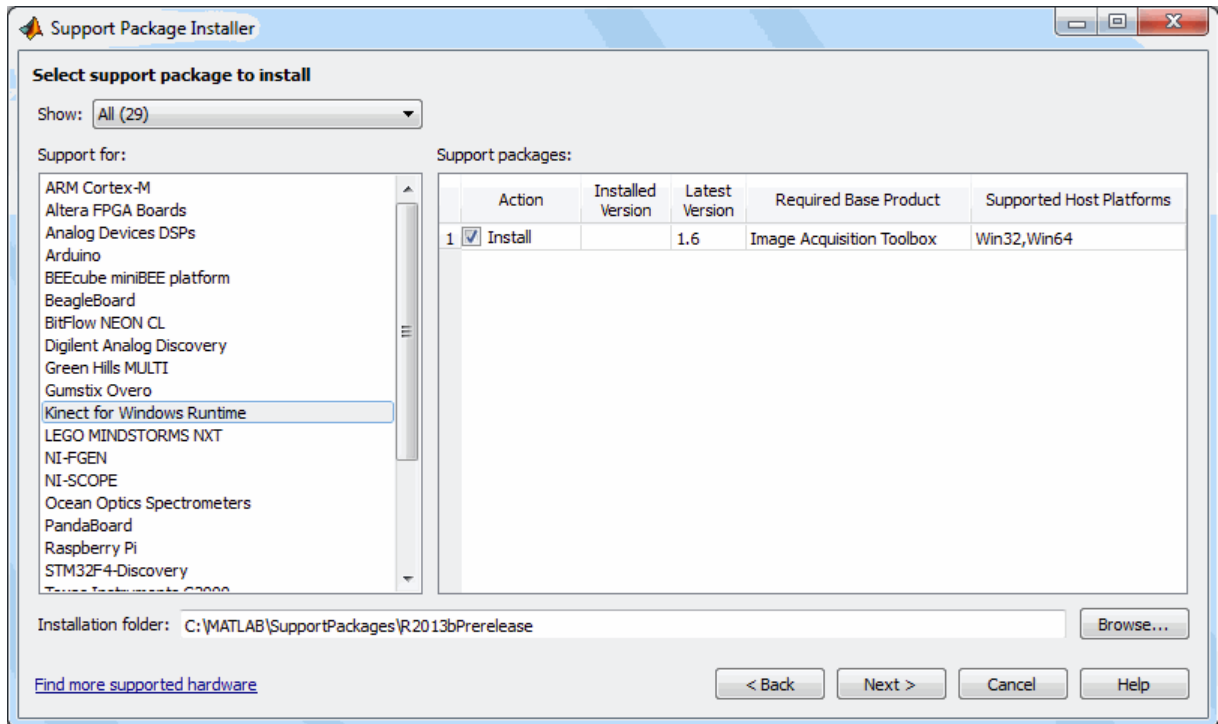 Support Package Installer
Select support package to install
Show: All (29)
Support for:
ARM Cortex-M
Altera FPGA Boards
Analog Devices DSPs
Arduino
BEEcube miniBEE platform
BeagleBoard
BitFlow NEON CL
Digilent Analog Discovery
Green Hills MULTI
Gumstix Overo
Kinect for Windows Runtime
LEGO MINDSTORMS NXT
NI-FGEN
NI-SCOPE
Ocean Optics Spectrometers
PandaBoard
Raspberry Pi
STM32F4-Discovery
Texas Instruments C2000
Support packages:
Action Installed Version Latest Version Required Base Product Supported Host Platforms
1 Install 1.6 Image Acquisition Toolbox Win32,Win64
Installation folder: C:\MATLAB\SupportPackages\R2013bPrerelease
Browse...
Find more supported hardware
< Back Next > Cancel Help